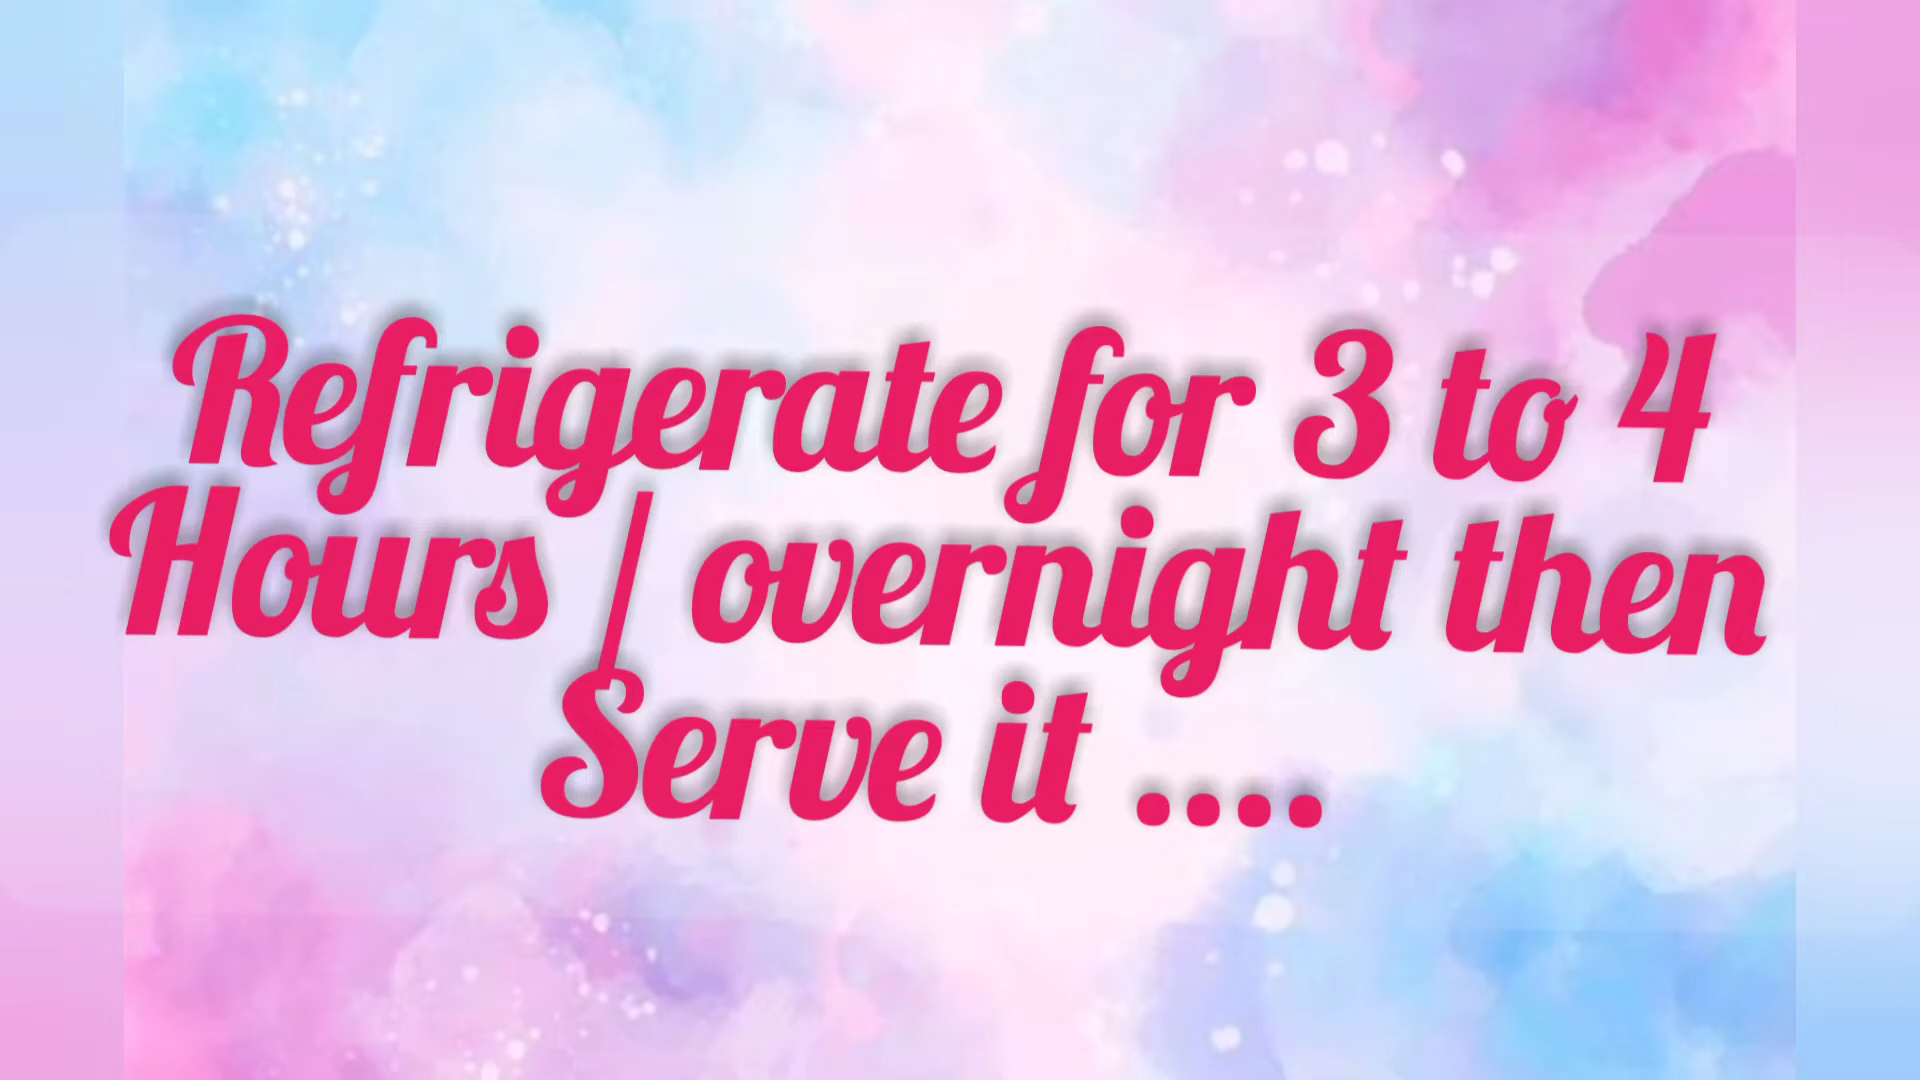 Refrigerate for 3 to 4
Hours / overnight then
Serve it ....